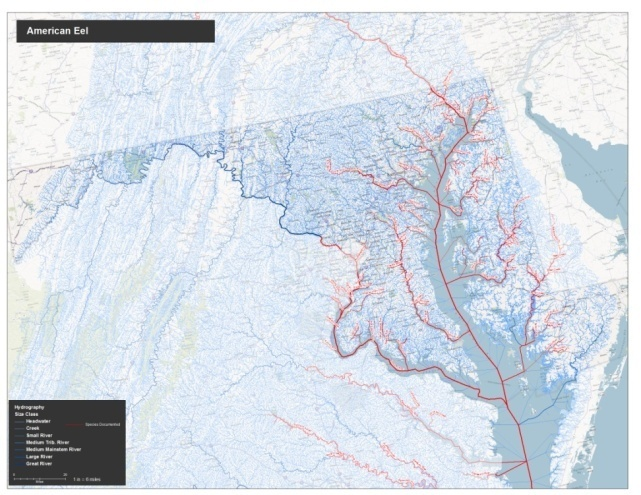 American Eel
Hydrography
Size Class
Headwater
Creek
Small River
Medium Trib. River
Medium Mainstem River
Large River
Great River
Species Documented